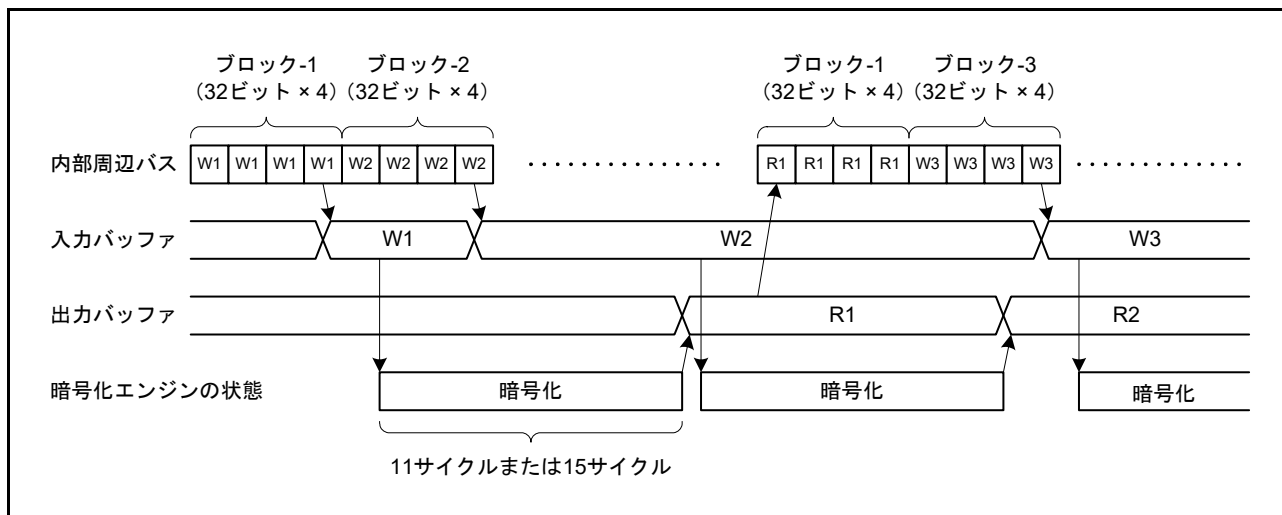 ブロック-1 ブロック-2 ブロック-1 ブロック-3
(32ビット × 4) (32ビット × 4) (32ビット × 4) (32ビット × 4)
内部周辺バス W1 W1 W1 W1 W2 W2 W2 W2 ・・・・・・・・・・・・・・・ R1 R1 R1 R1 W3 W3 W3 W3 ・・・・・・・・・・・・・
入力バッファ W1 W2 W3
出力バッファ R1 R2
暗号化エンジンの状態 暗号化 暗号化 暗号化
11サイクルまたは15サイクル